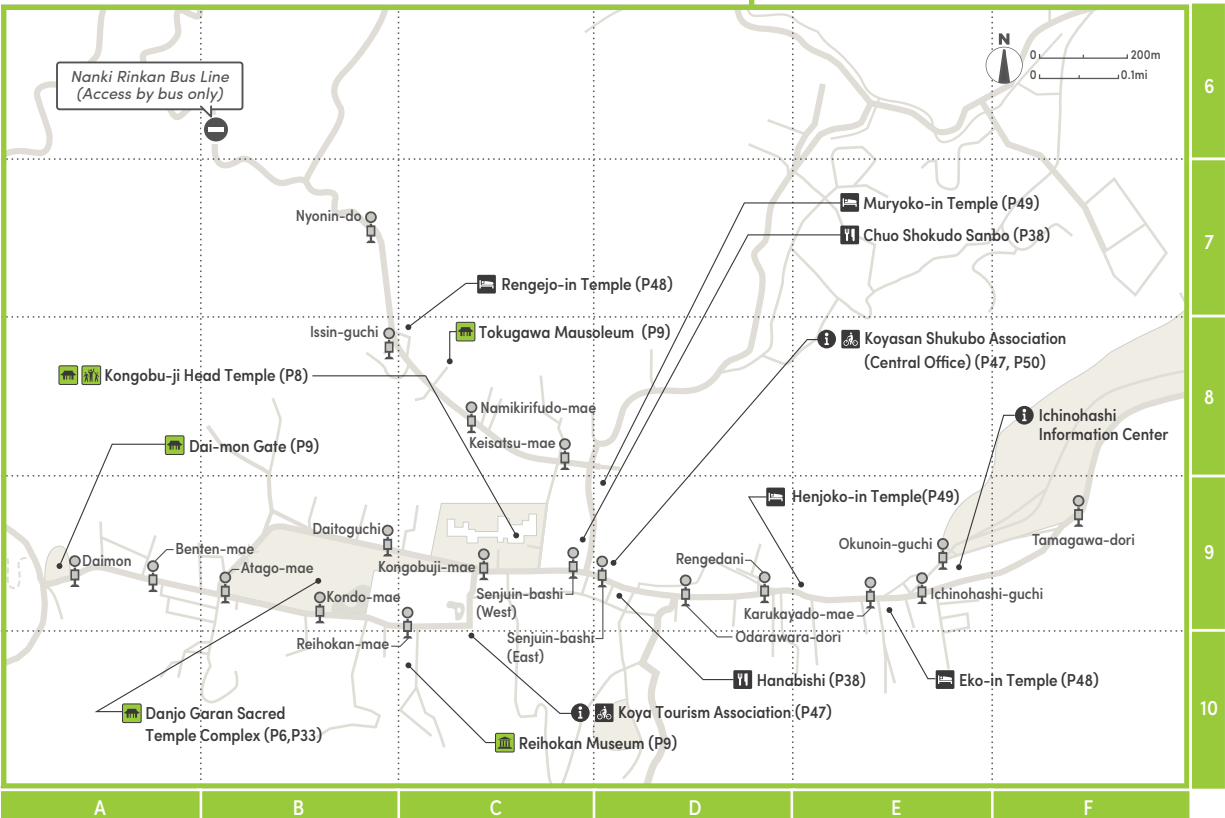 Nanki Rinkan Bus Line
(Access by bus only)
N
0
200m
0
0.1mi
6
Nyonin-do
Muryoko-in Temple (P49)
Chuo Shokudo Sanbo (P38)
7
Rengejo-in Temple (P48)
Issin-guchi
Tokugawa Mausoleum (P9)
Koyasan Shukubo Association
(Central Office) (P47, P50)
Kongobu-ji Head Temple (P8)
8
Namikirifudo-mae
Ichinohashi
Information Center
Keisatsu-mae
Dai-mon Gate (P9)
Henjoko-in Temple(P49)
Daitoguchi
Okunoin-guchi
Tamagawa-dori
Benten-mae
9
Daimon
Atago-mae
Kongobuji-mae
Rengedani
Kondo-mae
Senjuin-bashi
(West)
Ichinohashi-guchi
Karukayado-mae
Reihokan-mae
Senjuin-bashi
(East)
Odarawara-dori
Hanabishi (P38)
Eko-in Temple (P48)
10
Danjo Garan Sacred
Temple Complex (P6,P33)
Koya Tourism Association (P47)
Reihokan Museum (P9)
A
B
C
D
E
F